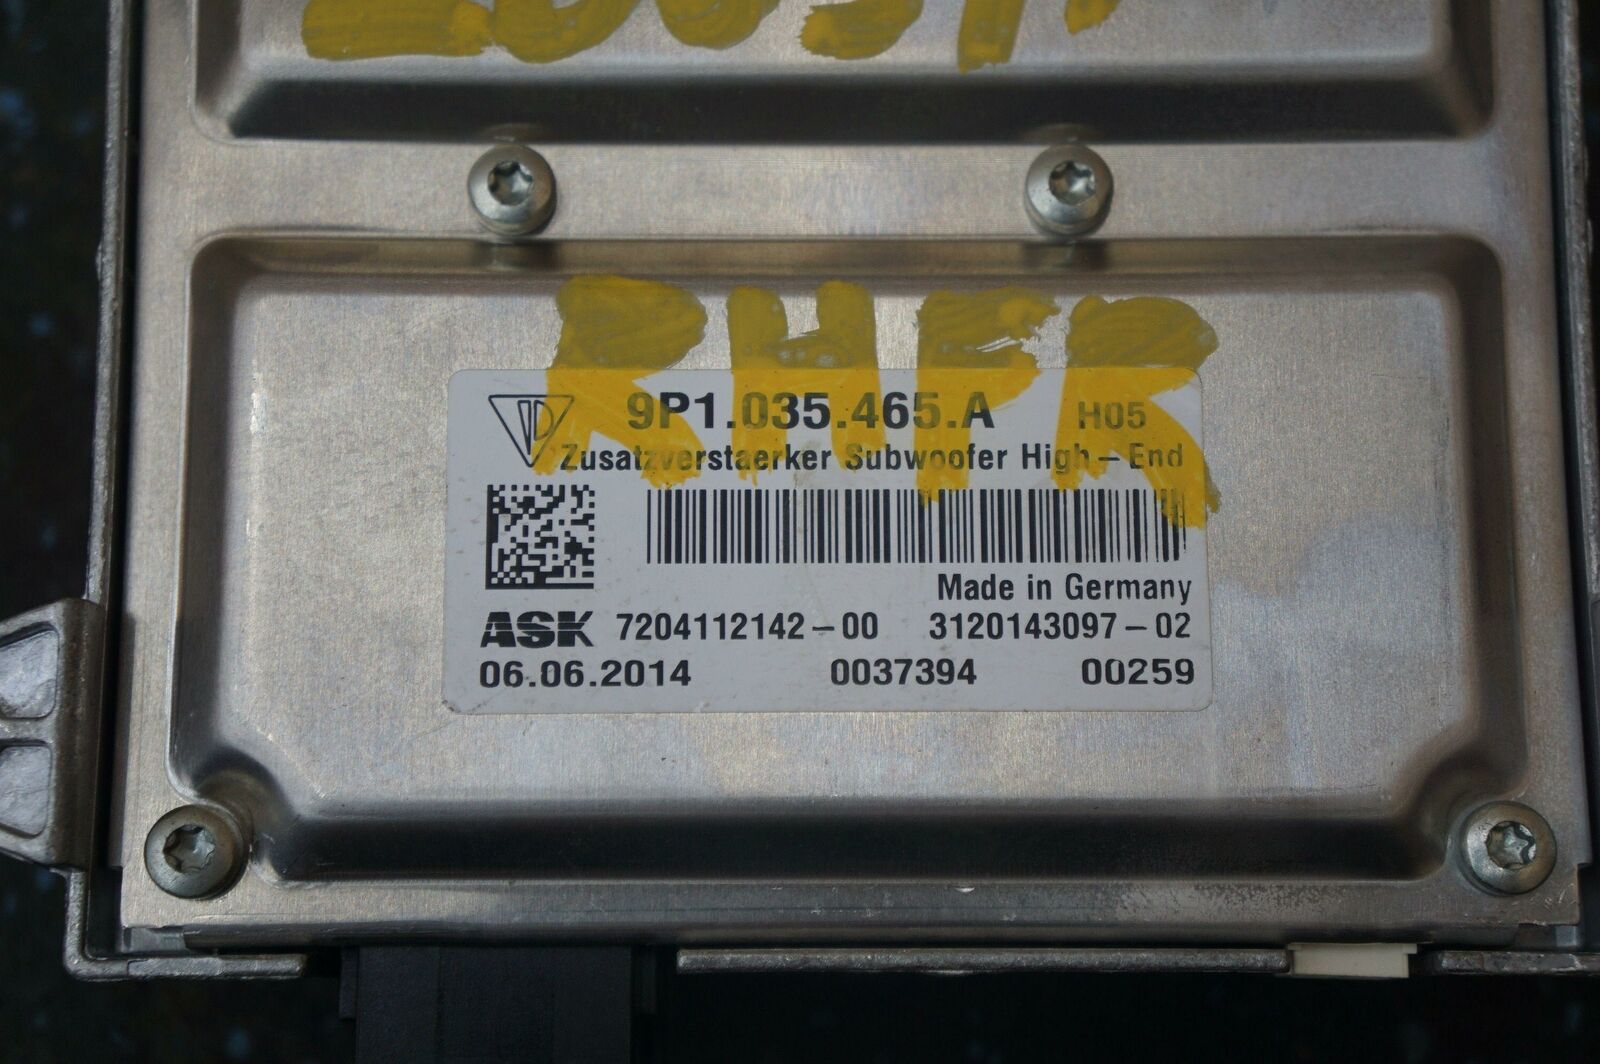 RHFR
9P1.035.465.A H05
Zusatzverstaerker Subwoofer High-End
Made in Germany
ASK 7204112142-00 3120143097-02
06.06.2014 0037394 00259